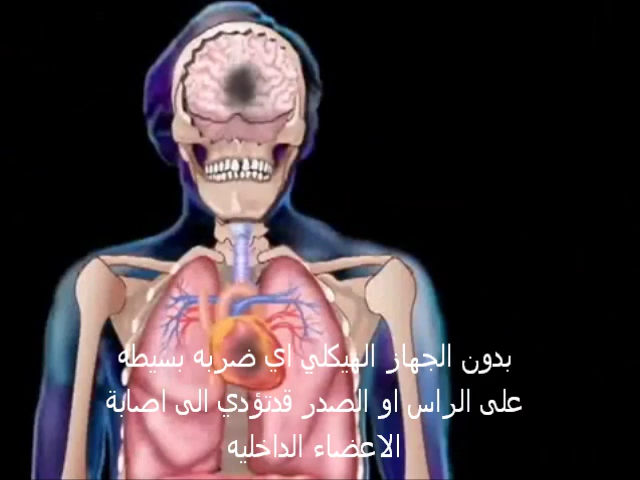 بدون الجهاز الهيكلي اي ضربه بسيطه
على الراس او الصدر قدتؤدي الى اصابة
الاعضاء الداخليه